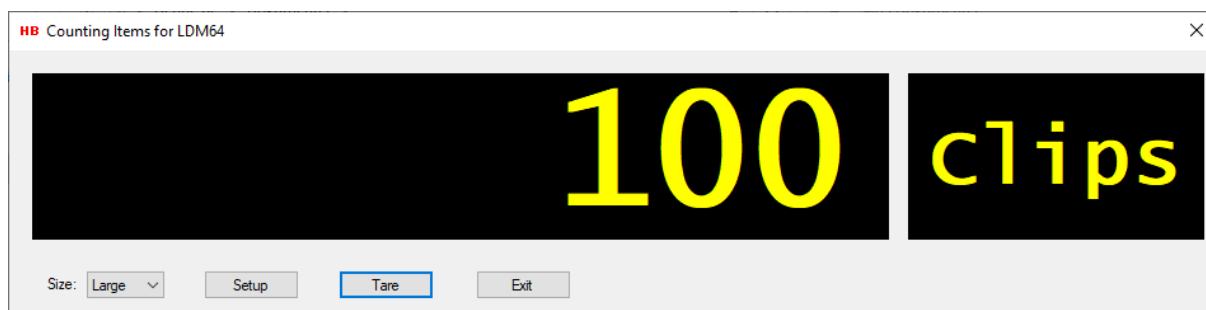 HB Counting Items for LDM64
100 Clips
Size: Large Setup Tare Exit